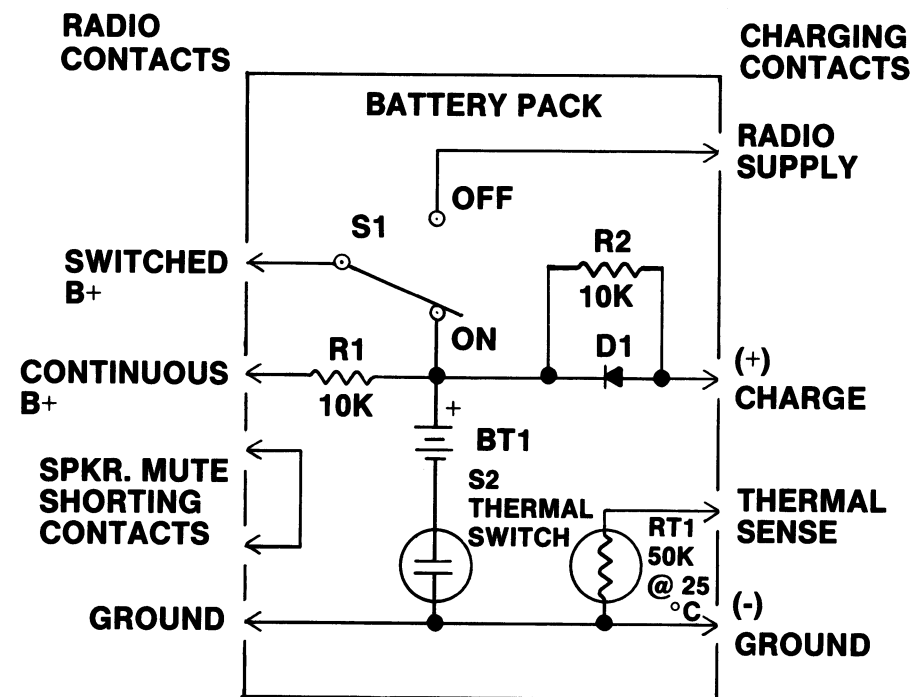 RADIO
CONTACTS
CHARGING
CONTACTS
BATTERY PACK
RADIO
SUPPLY
OFF
S1
SWITCHED
B+
R2
10K
ON
D1
R1
10K
CONTINUOUS
B+
(+)
CHARGE
+
BT1
SPKR. MUTE
SHORTING
CONTACTS
S2
THERMAL
SWITCH
THERMAL
SENSE
RT1
50K
@ 25
°C
GROUND
(-)
GROUND